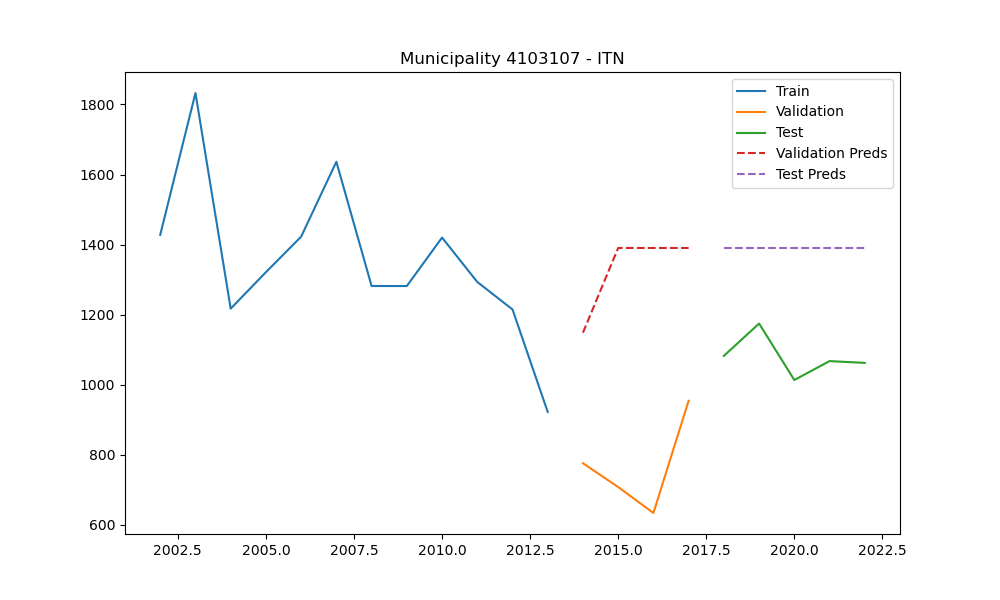 Municipality 4103107 - ITN
Train
Validation
Test
Validation Preds
Test Preds
1800
1600
1400
1200
1000
800
600
2002.5 2005.0 2007.5 2010.0 2012.5 2015.0 2017.5 2020.0 2022.5